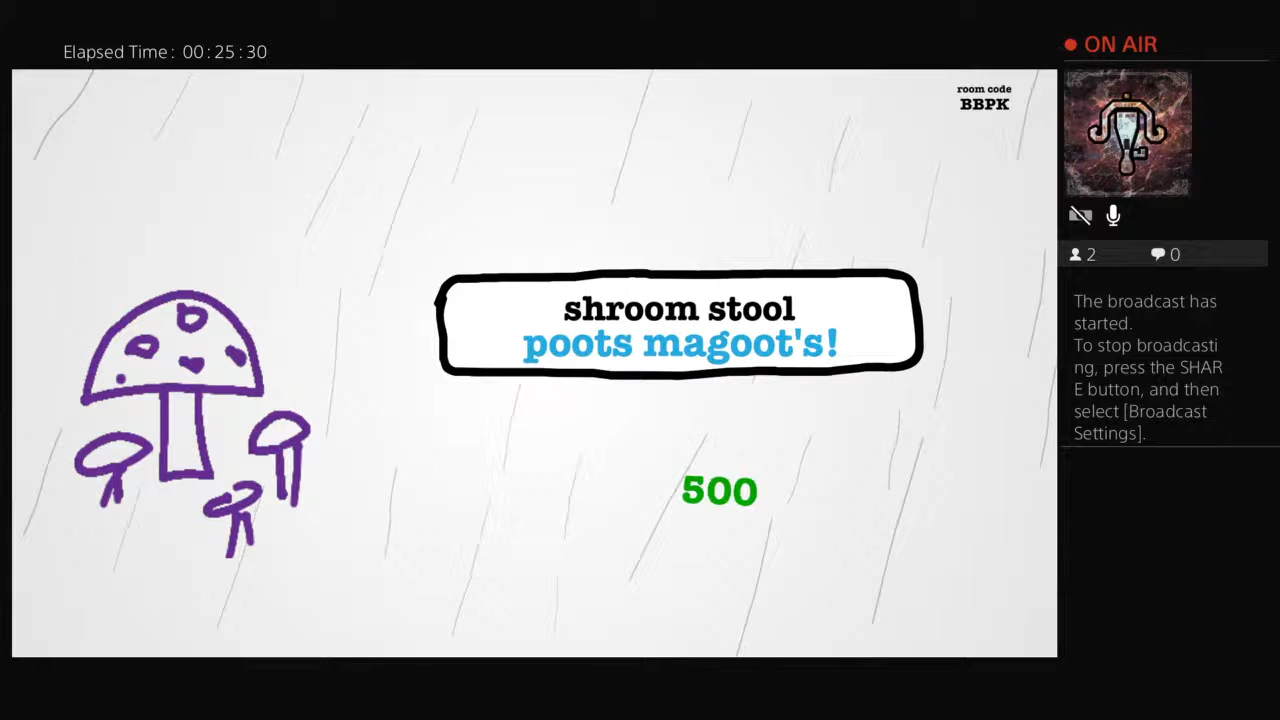 Elapsed Time: 00:25:30
ON AIR
room code
BBPK
2
0
shroom stool
poots magoot's!
500
The broadcast has
started.
To stop broadcasti
ng, press the SHAR
E button, and then
select [Broadcast
Settings].